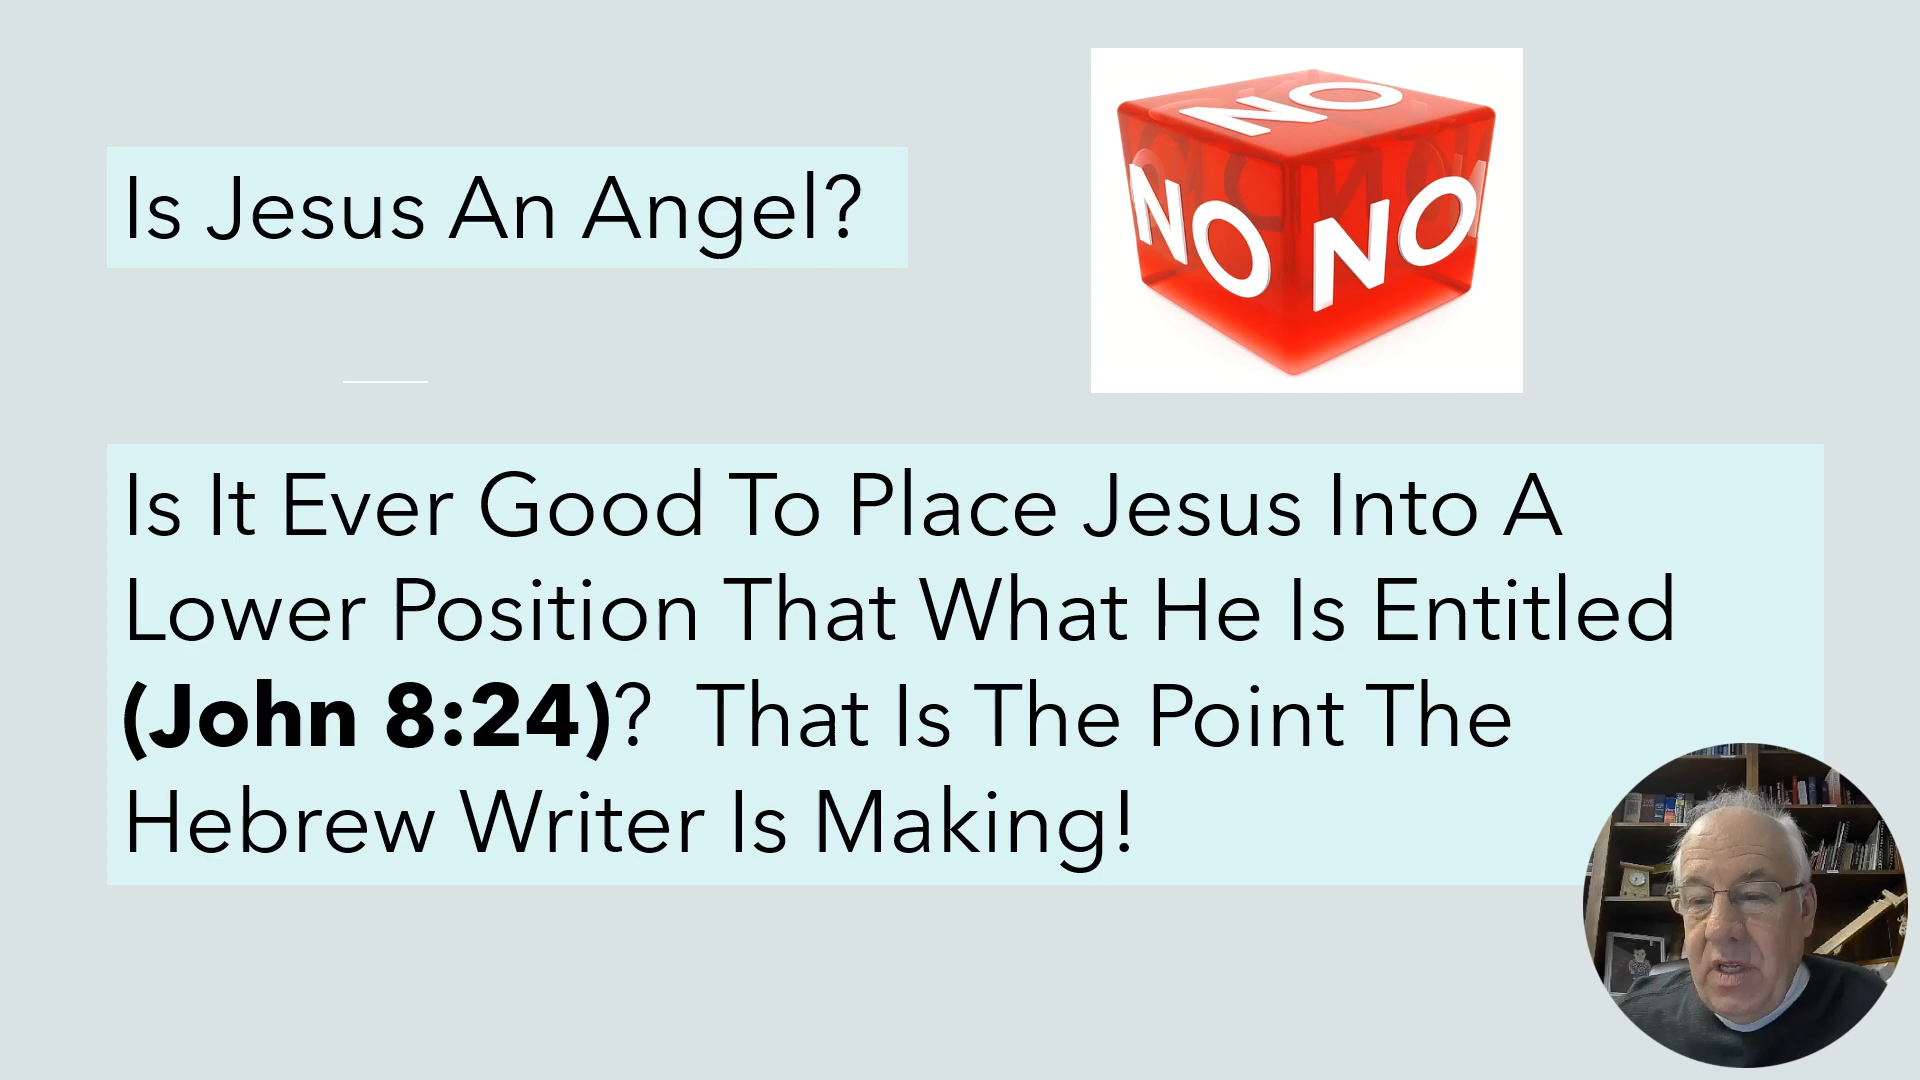 Is Jesus An Angel?
NO
NO
NO
Is It Ever Good To Place Jesus Into A
Lower Position That What He Is Entitled
(John 8:24)?  That Is The Point The
Hebrew Writer Is Making!